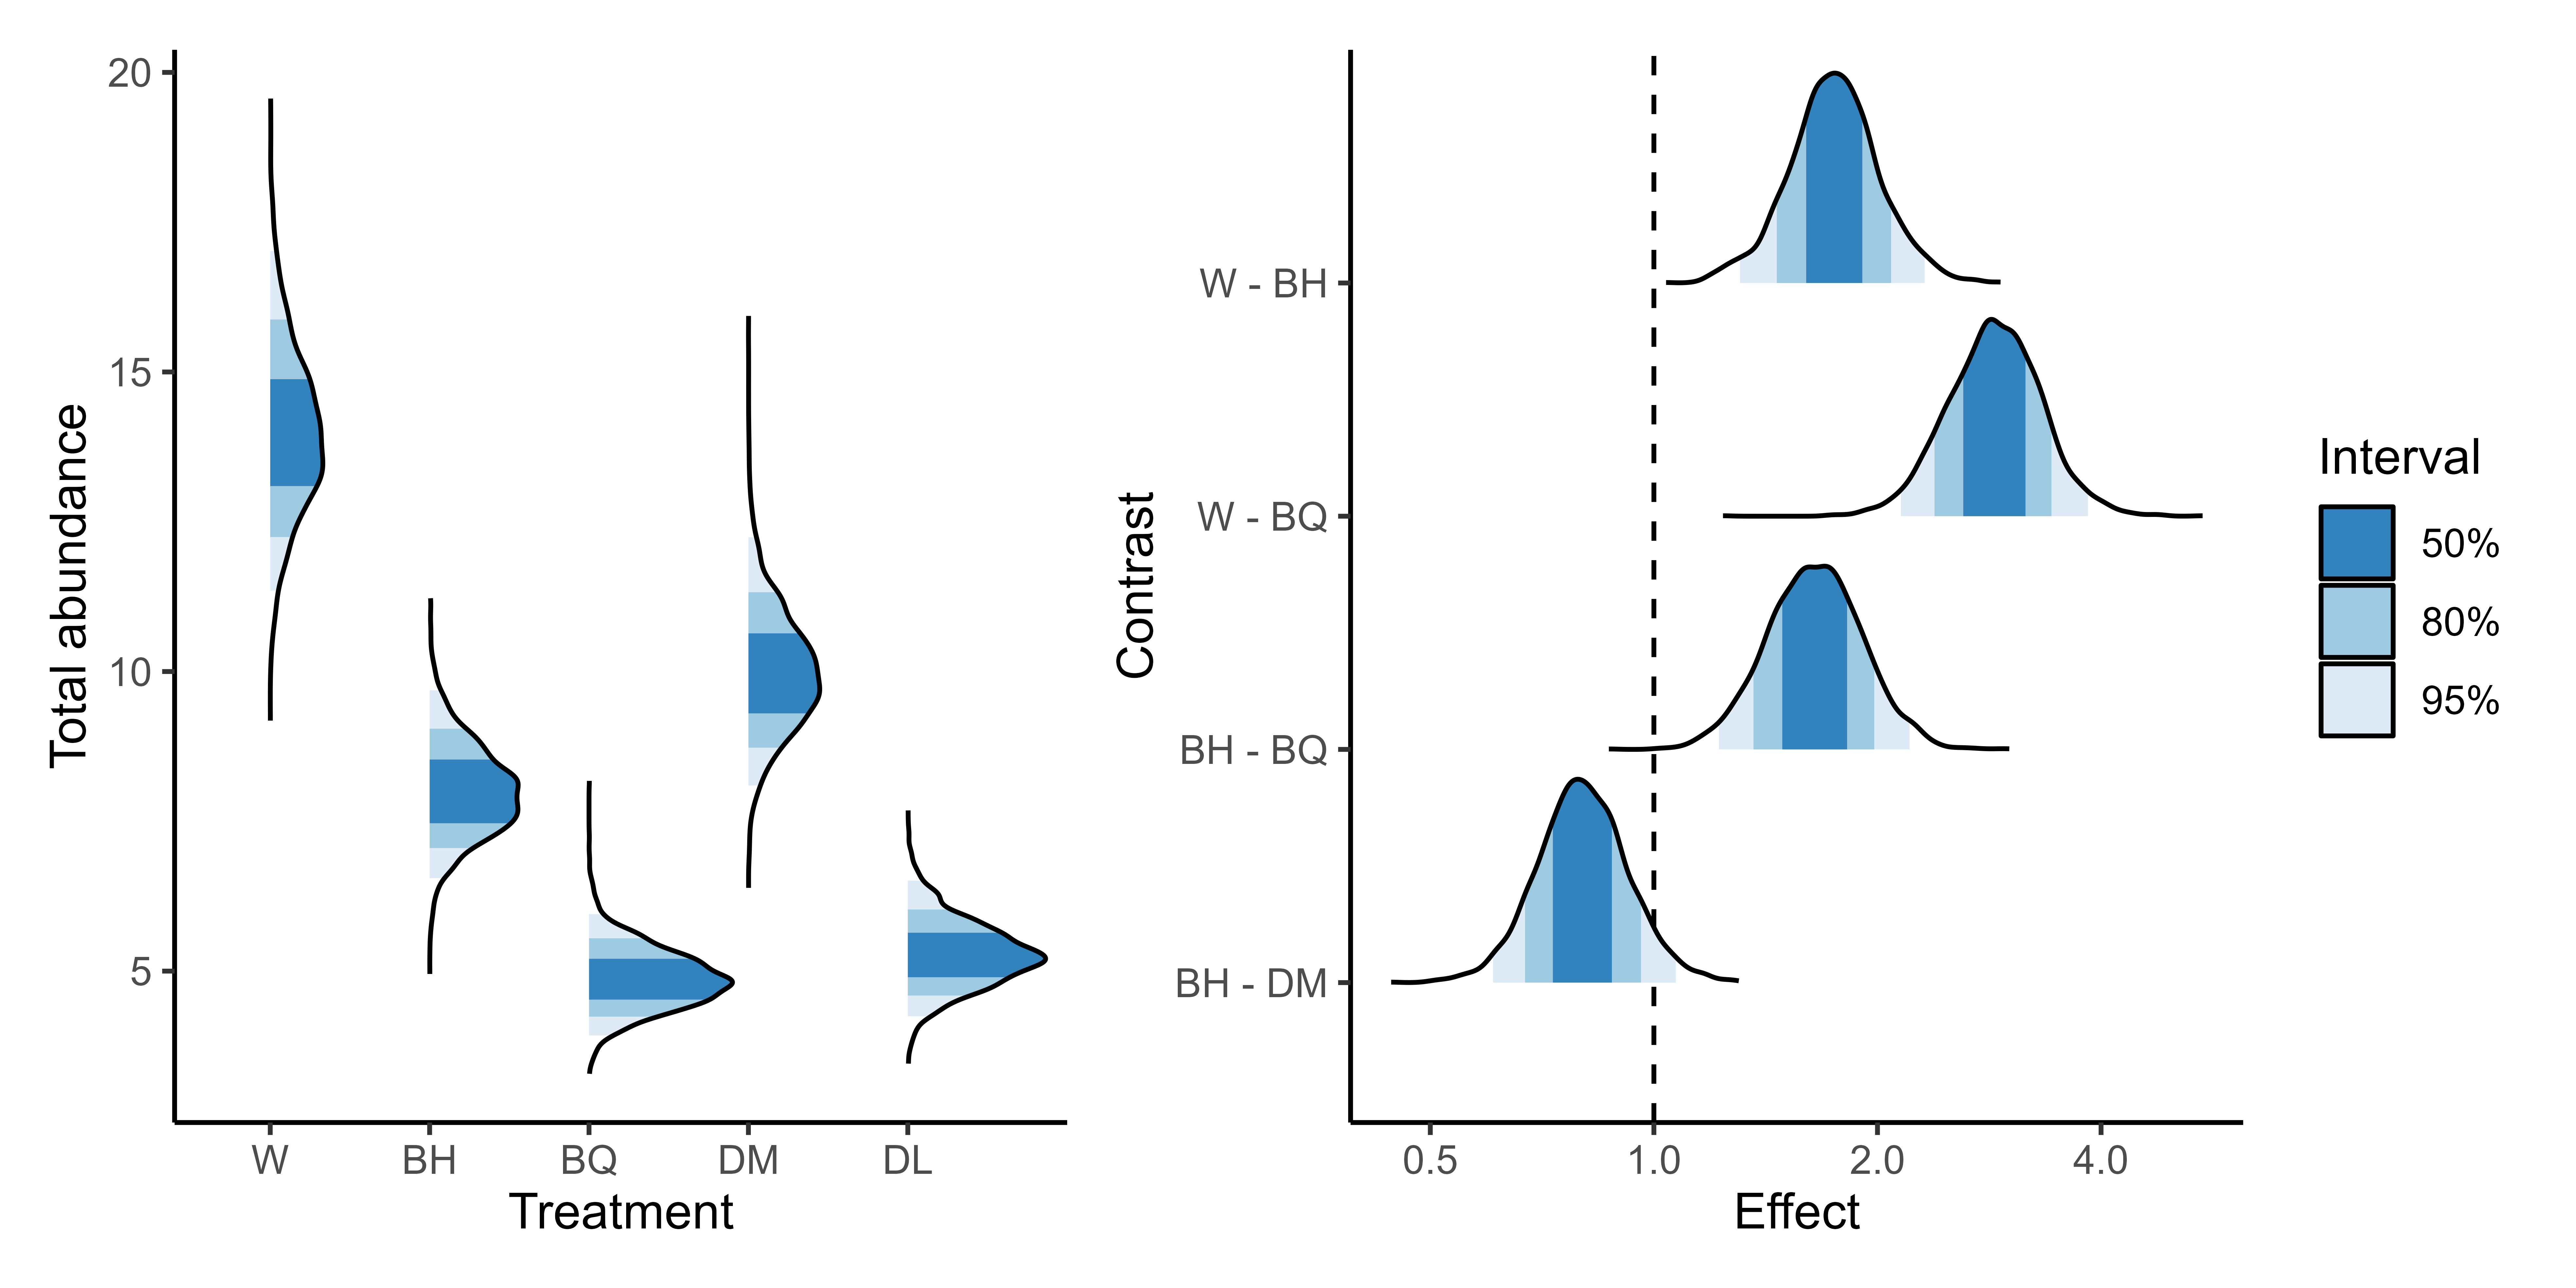 Total abundance
20
15
10
5
W
BH
BQ
DM
DL
Treatment
Contrast
W - BH
W - BQ
BH - BQ
BH - DM
0.5
1.0
2.0
4.0
Effect
Interval
50%
80%
95%